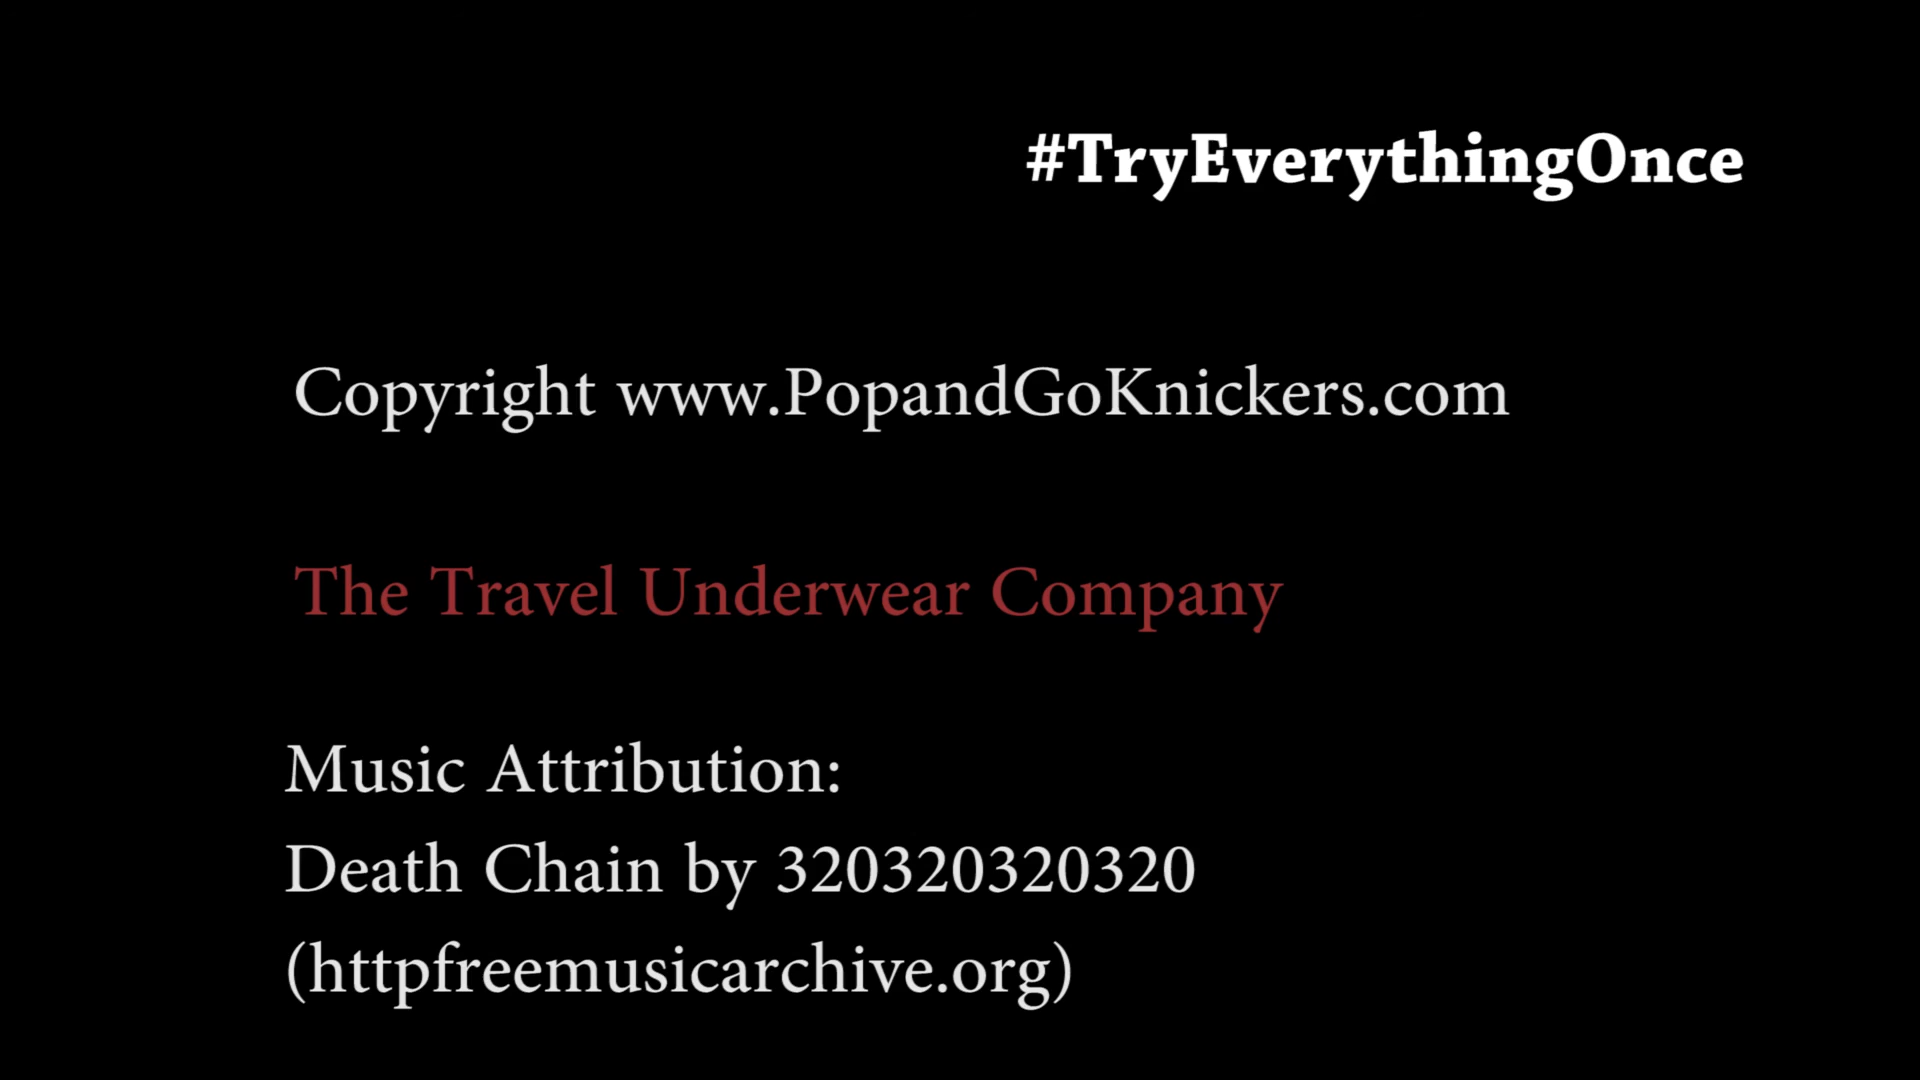 #TryEverythingOnce
Copyright www.PopandGoKnickers.com
The Travel Underwear Company
Music Attribution:
Death Chain by 320320320320
(httpfreemusicarchive.org)